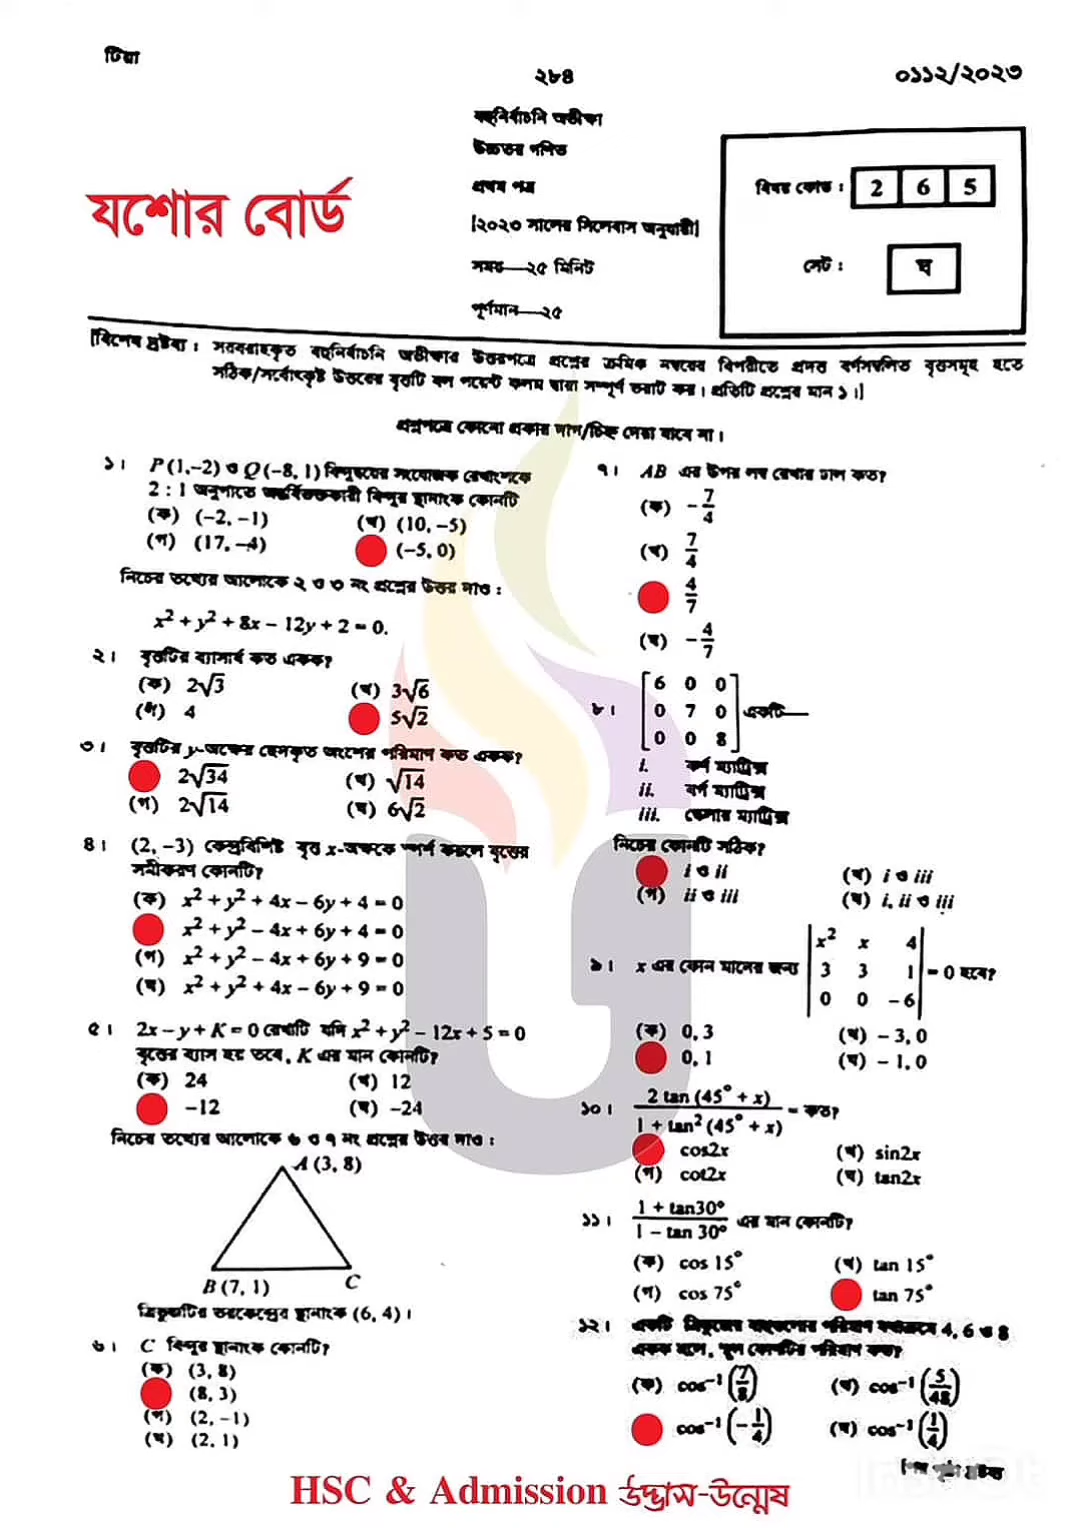 টিয়া
২৮৪
০১১২/২০২৩
বহুনির্বাচনি অভীক্ষা
উচ্চতর গণিত
প্রথম পত্র
[২০২৩ সালের সিলেবাস অনুযায়ী]
সময়—২৫ মিনিট
পূর্ণমান—২৫
যশোর বোর্ড
বিষয় কোড : 2 6 5
সেট : ঘ
[বিশেষ দ্রষ্টব্য : সরবরাহকৃত বহুনির্বাচনি অভীক্ষার উত্তরপত্রে প্রশ্নের ক্রমিক নম্বরের বিপরীতে প্রদত্ত বর্ণসম্বলিত বৃত্তসমূহ হতে
সঠিক/সর্বোৎকৃষ্ট উত্তরের বৃত্তটি বল পয়েন্ট কলম দ্বারা সম্পূর্ণ ভরাট কর। প্রতিটি প্রশ্নের মান ১।]
প্রশ্নপত্রে কোনো প্রকার দাগ/চিহ্ন দেয়া যাবে না।
১। P (1,–2) ও Q (–8, 1) বিন্দুদ্বয়ের সংযোজক রেখাংশকে
2 : 1 অনুপাতে অন্তর্বিভক্তকারী বিন্দুর স্থানাংক কোনটি
(ক) (–2, –1) (খ) (10, –5)
(গ) (17, –4) (–5, 0)
নিচের তথ্যের আলোকে ২ ও ৩ নং প্রশ্নের উত্তর দাও :
x² + y² + 8x – 12y + 2 = 0.
২। বৃত্তটির ব্যাসার্ধ কত একক?
(ক) 2√3 (খ) 3√6
(গ) 4 5√2
৩। বৃত্তটির y-অক্ষের ছেদকৃত অংশের পরিমাণ কত একক?
2√34 (খ) √14
(গ) 2√14 (ঘ) 6√2
৪। (2, –3) কেন্দ্রবিশিষ্ট বৃত্ত x-অক্ষকে স্পর্শ করলে বৃত্তের
সমীকরণ কোনটি?
(ক) x² + y² + 4x – 6y + 4 = 0
x² + y² – 4x + 6y + 4 = 0
(গ) x² + y² – 4x + 6y + 9 = 0
(ঘ) x² + y² + 4x – 6y + 9 = 0
৫। 2x – y + K = 0 রেখাটি যদি x² + y² – 12x + 5 = 0
বৃত্তের ব্যাস হয় তবে, K এর মান কোনটি?
(ক) 24 (খ) 12
–12 (ঘ) –24
নিচের তথ্যের আলোকে ৬ ও ৭ নং প্রশ্নের উত্তর দাও :
A (3, 8)
B (7, 1) C
ত্রিভুজটির ভরকেন্দ্রের স্থানাংক (6, 4)।
৬। C বিন্দুর স্থানাংক কোনটি?
(ক) (3, 8)
(8, 3)
(গ) (2, –1)
(ঘ) (2, 1)
৭। AB এর উপর লম্ব রেখার ঢাল কত?
(ক) –7/4
(খ) 7/4
4/7
(ঘ) –4/7
৮। [6 0 0
0 7 0
0 0 8] একটি—
i. কর্ণ ম্যাট্রিক্স
ii. বর্গ ম্যাট্রিক্স
iii. স্কেলার ম্যাট্রিক্স
নিচের কোনটি সঠিক?
i ও ii (খ) i ও iii
(গ) ii ও iii (ঘ) i, ii ও iii
৯। x এর কোন মানের জন্য |x² x 4
3 3 1
0 0 –6| = 0 হবে?
(ক) 0, 3 (খ) – 3, 0
0, 1 (ঘ) – 1, 0
১০। 2 tan (45° + x) / 1 + tan² (45° + x) = কত?
cos2x (খ) sin2x
(গ) cot2x (ঘ) tan2x
১১। 1 + tan30° / 1 – tan 30° এর মান কোনটি?
(ক) cos 15° (খ) tan 15°
(গ) cos 75° tan 75°
১২। একটি ত্রিভুজের বাহুগুলোর পরিমাণ যথাক্রমে 4, 6 ও 8
একক হলে, স্থূল কোণটির পরিমাণ কত?
(ক) cos⁻¹(7/8) (খ) cos⁻¹(5/48)
cos⁻¹(–1/4) (ঘ) cos⁻¹(1/4)
HSC & Admission উদ্ভাস-উন্মেষ